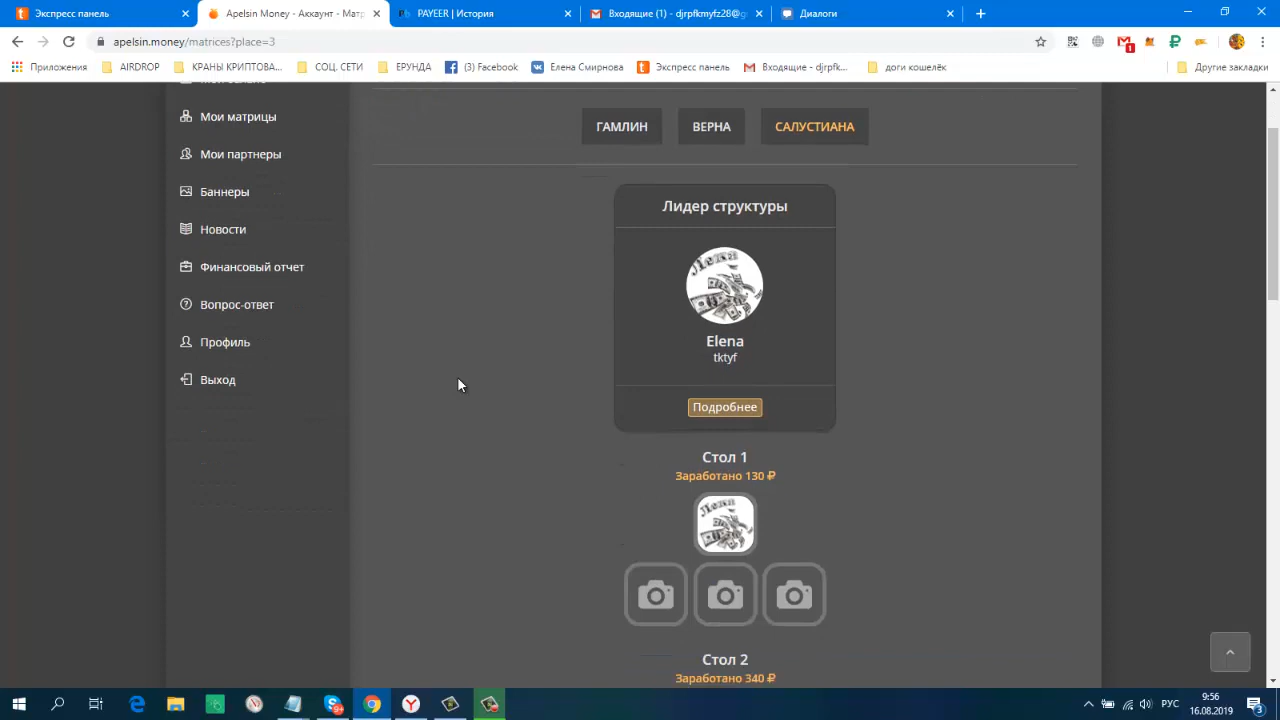 Экспресс панель
Apelsin Money - Аккаунт - Матр
PAYEER | История
Входящие (1) - djrpfkmyfz28@g
Диалоги
apelsin.money/matrices?place=3
Приложения
AIRDROP
КРАНЫ КРИПТОВА...
СОЦ. СЕТИ
ЕРУНДА
(3) Facebook
Елена Смирнова
Экспресс панель
Входящие - djrpfk...
доги кошелёк
Другие закладки
Мои матрицы
Мои партнеры
Баннеры
Новости
Финансовый отчет
Вопрос-ответ
Профиль
Выход
ГАМЛИН
ВЕРНА
САЛУСТИАНА
Лидер структуры
Лена
Elena
tktyf
Подробнее
Стол 1
Заработано 130 ₽
Лена
Стол 2
Заработано 340 ₽
РУС
9:56
16.08.2019